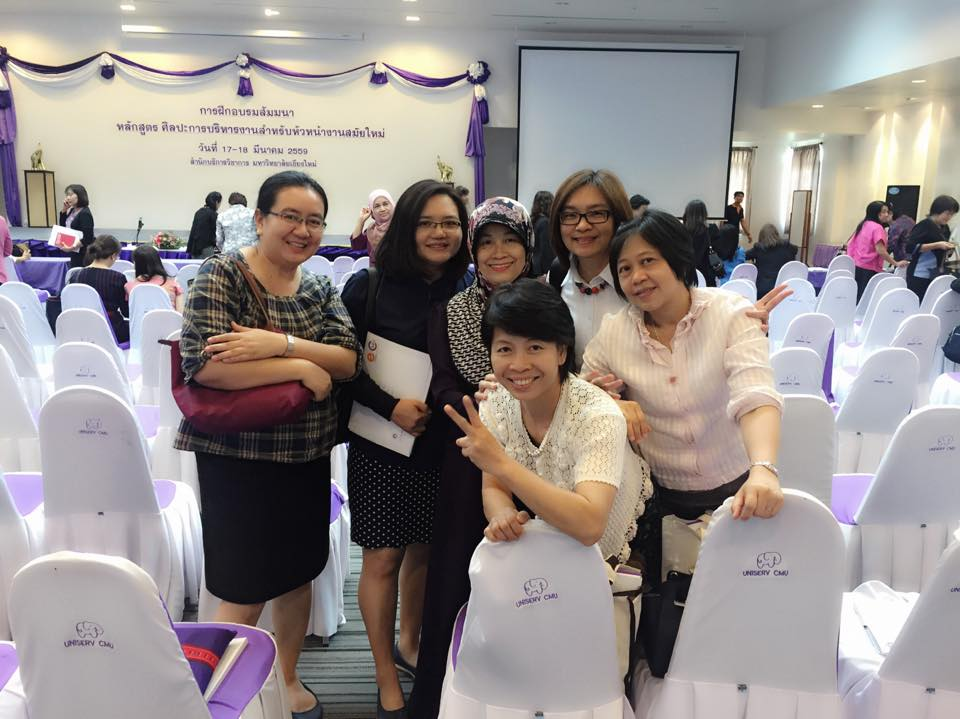 การฝึกอบรมสัมมนา
หลักสูตร ศิลปะการบริหารงานสำหรับหัวหน้างานสมัยใหม่
วันที่ 17-18 มีนาคม 2559
สำนักบริการวิชาการ มหาวิทยาลัยเชียงใหม่
UNISERV CMU
UNISERV CMU
UNISERV CMU